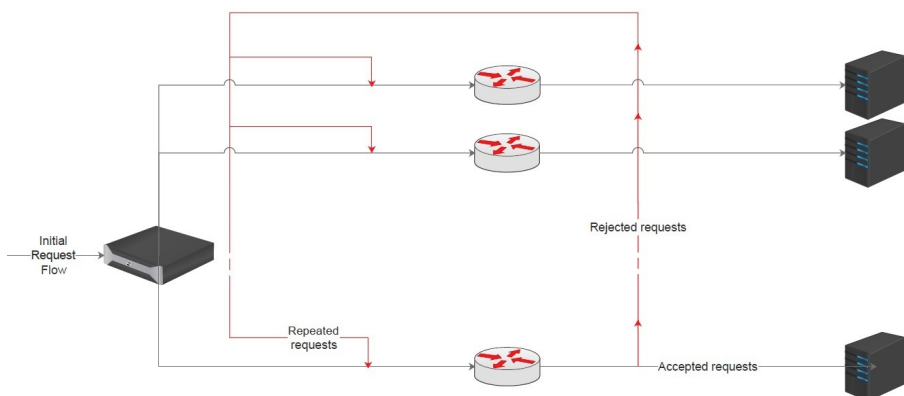 Rejected requests
Initial
Request
Flow
Repeated
requests
Accepted requests